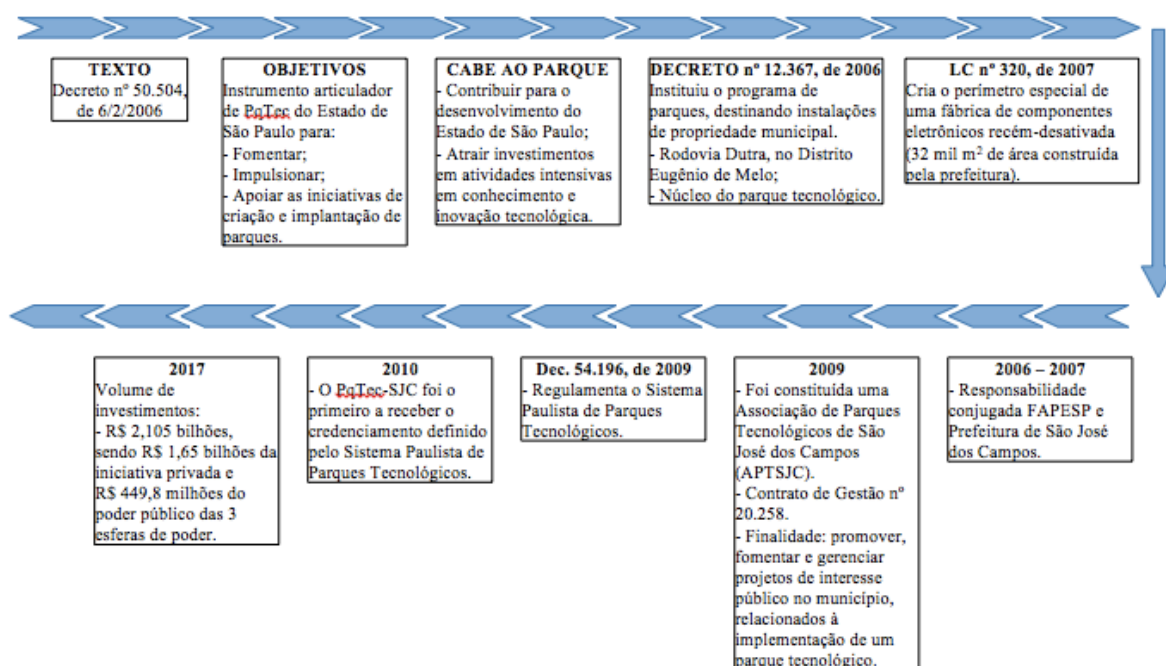 TEXTO
Decreto nº 50.504,
de 6/2/2006
OBJETIVOS
Instrumento articulador
de PqTec do Estado de
São Paulo para:
- Fomentar;
- Impulsionar;
- Apoiar as iniciativas de
criação e implantação de
parques.
CABE AO PARQUE
- Contribuir para o
desenvolvimento do
Estado de São Paulo;
- Atrair investimentos
em atividades intensivas
em conhecimento e
inovação tecnológica.
DECRETO nº 12.367, de 2006
Instituiu o programa de
parques, destinando instalações
de propriedade municipal.
- Rodovia Dutra, no Distrito
Eugênio de Melo;
- Núcleo do parque tecnológico.
LC nº 320, de 2007
Cria o perímetro especial de
uma fábrica de componentes
eletrônicos recém-desativada
(32 mil m² de área construída
pela prefeitura).
2006 – 2007
- Responsabilidade
conjugada FAPESP e
Prefeitura de São José
dos Campos.
2009
- Foi constituída uma
Associação de Parques
Tecnológicos de São
José dos Campos
(APTSJC).
- Contrato de Gestão nº
20.258.
- Finalidade: promover,
fomentar e gerenciar
projetos de interesse
público no município,
relacionados à
implementação de um
parque tecnológico.
Dec. 54.196, de 2009
- Regulamenta o Sistema
Paulista de Parques
Tecnológicos.
2010
- O PqTec-SJC foi o
primeiro a receber o
credenciamento definido
pelo Sistema Paulista de
Parques Tecnológicos.
2017
Volume de
investimentos:
- R$ 2,105 bilhões,
sendo R$ 1,65 bilhões da
iniciativa privada e
R$ 449,8 milhões do
poder público das 3
esferas de poder.